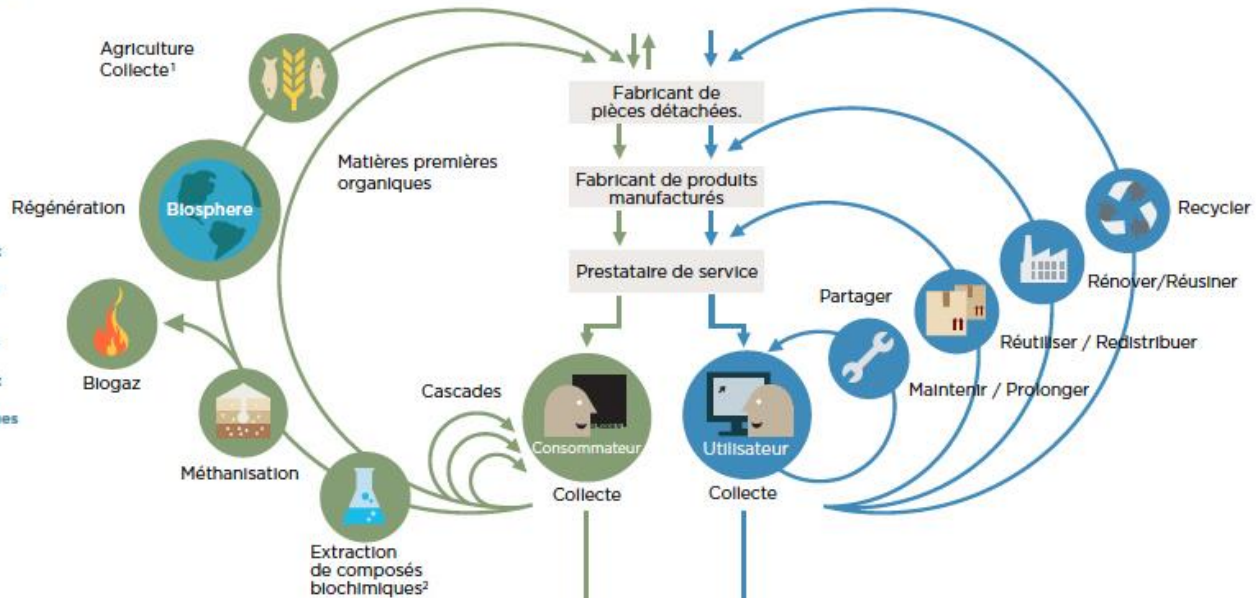 Agriculture
Collecte¹
Fabricant de
pièces détachées.
Matières premières
organiques
Fabricant de produits
manufacturés
Régénération
Biosphere
Recycler
Prestataire de service
Rénover/Réusiner
Partager
Réutiliser / Redistribuer
Biogaz
Cascades
Maintenir / Prolonger
Consommateur
Utilisateur
Méthanisation
Collecte
Collecte
Extraction
de composés
biochimiques²